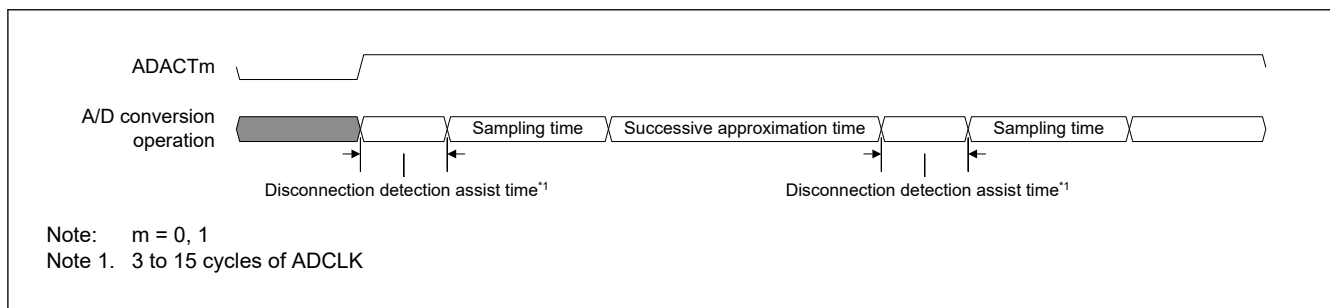 ADACTm
A/D conversion
operation
Sampling time
Successive approximation time
Sampling time
Disconnection detection assist time*1
Disconnection detection assist time*1
Note: m = 0, 1
Note 1. 3 to 15 cycles of ADCLK